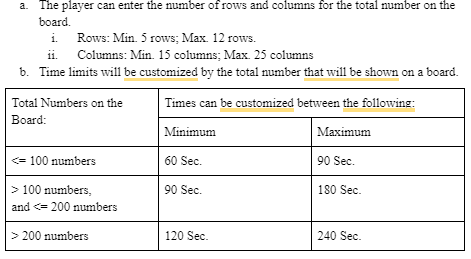 a. The player can enter the number of rows and columns for the total number on the
board.
i. Rows: Min. 5 rows; Max. 12 rows.
ii. Columns: Min. 15 columns; Max. 25 columns
b. Time limits will be customized by the total number that will be shown on a board.
Total Numbers on the
Board:
Times can be customized between the following:
Minimum
Maximum
<= 100 numbers
60 Sec.
90 Sec.
> 100 numbers,
and <= 200 numbers
90 Sec.
180 Sec.
> 200 numbers
120 Sec.
240 Sec.